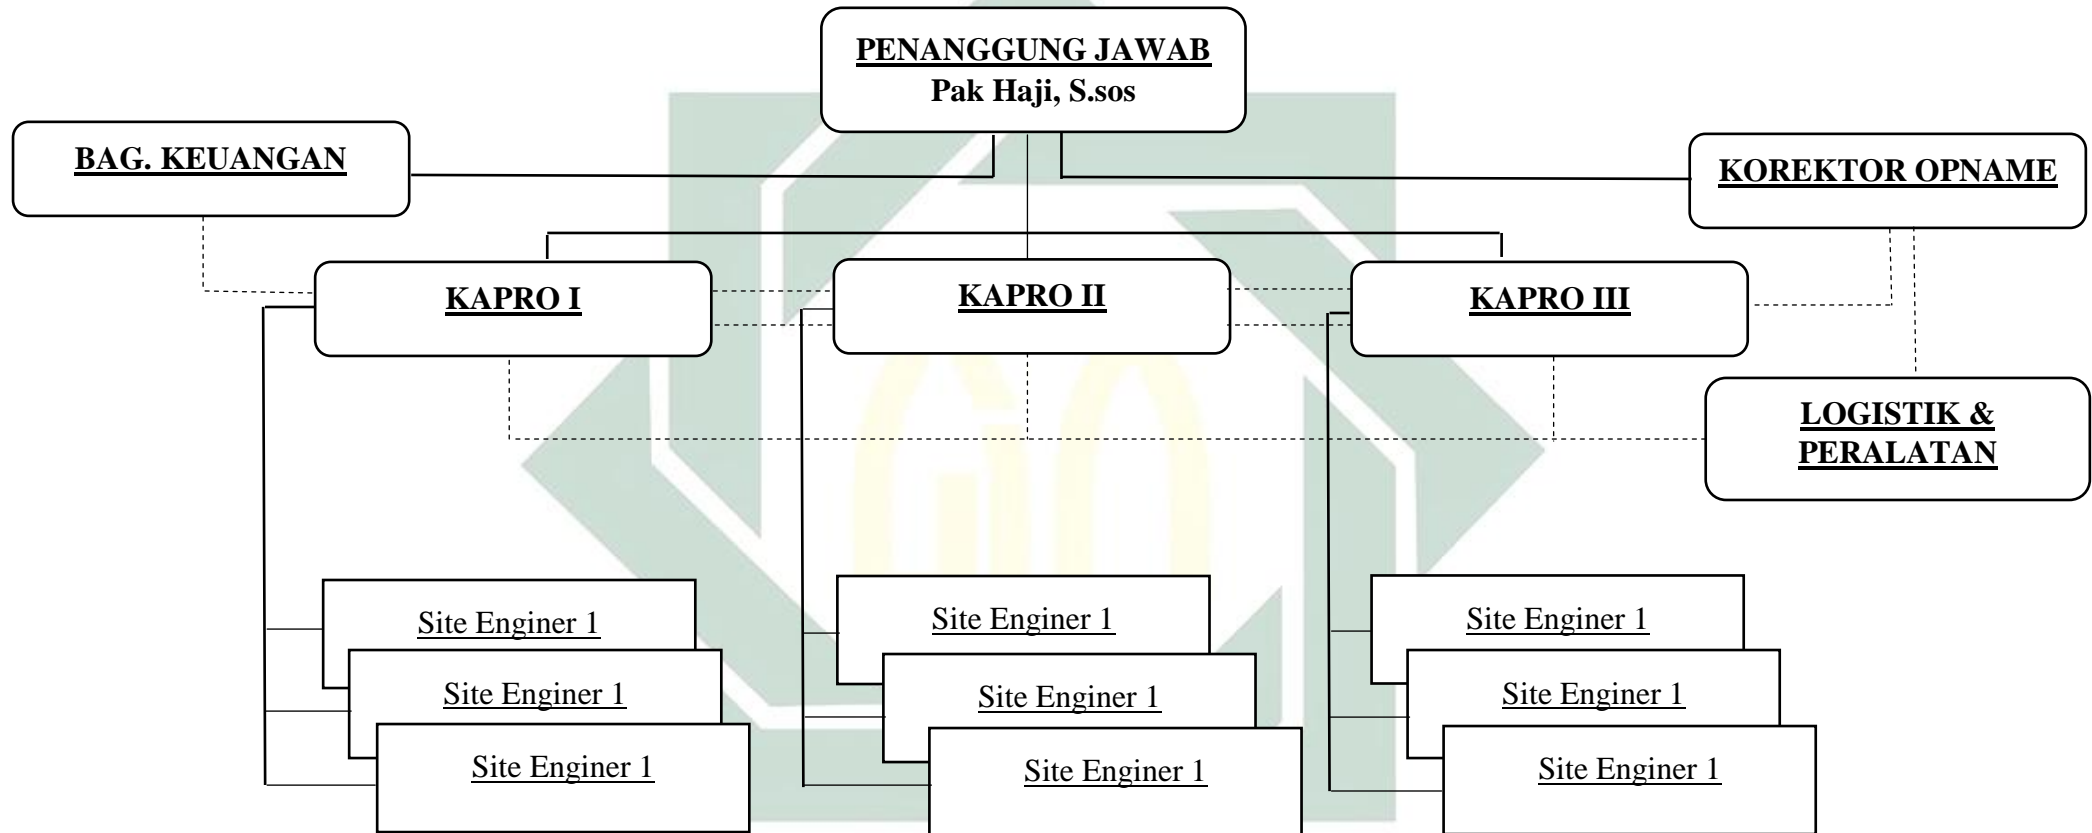 PENANGGUNG JAWAB
Pak Haji, S.sos
BAG. KEUANGAN
KOREKTOR OPNAME
KAPRO I
KAPRO II
KAPRO III
LOGISTIK &
PERALATAN
Site Enginer 1
Site Enginer 1
Site Enginer 1
Site Enginer 1
Site Enginer 1
Site Enginer 1
Site Enginer 1
Site Enginer 1
Site Enginer 1